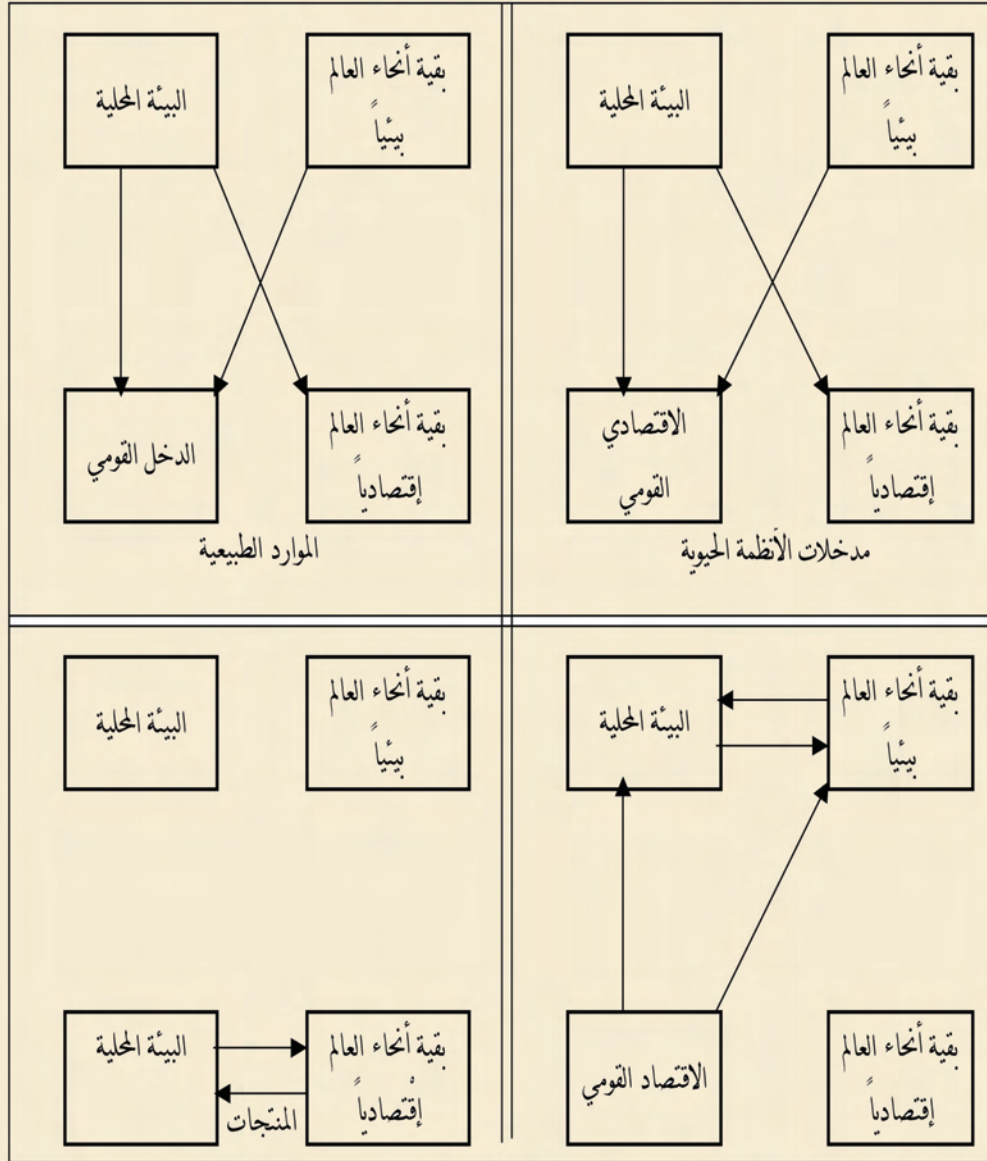 بقية أنحاء العالم
بيئياً
البيئة المحلية
الاقتصادي
القومي
بقية أنحاء العالم
إقتصادياً
مدخلات الأنظمة الحيوية
بقية أنحاء العالم
بيئياً
البيئة المحلية
الدخل القومي
بقية أنحاء العالم
إقتصادياً
الموارد الطبيعية
بقية أنحاء العالم
بيئياً
البيئة المحلية
الاقتصاد القومي
بقية أنحاء العالم
إقتصادياً
بقية أنحاء العالم
بيئياً
البيئة المحلية
البيئة المحلية
بقية أنحاء العالم
إقتصادياً
المنتجات